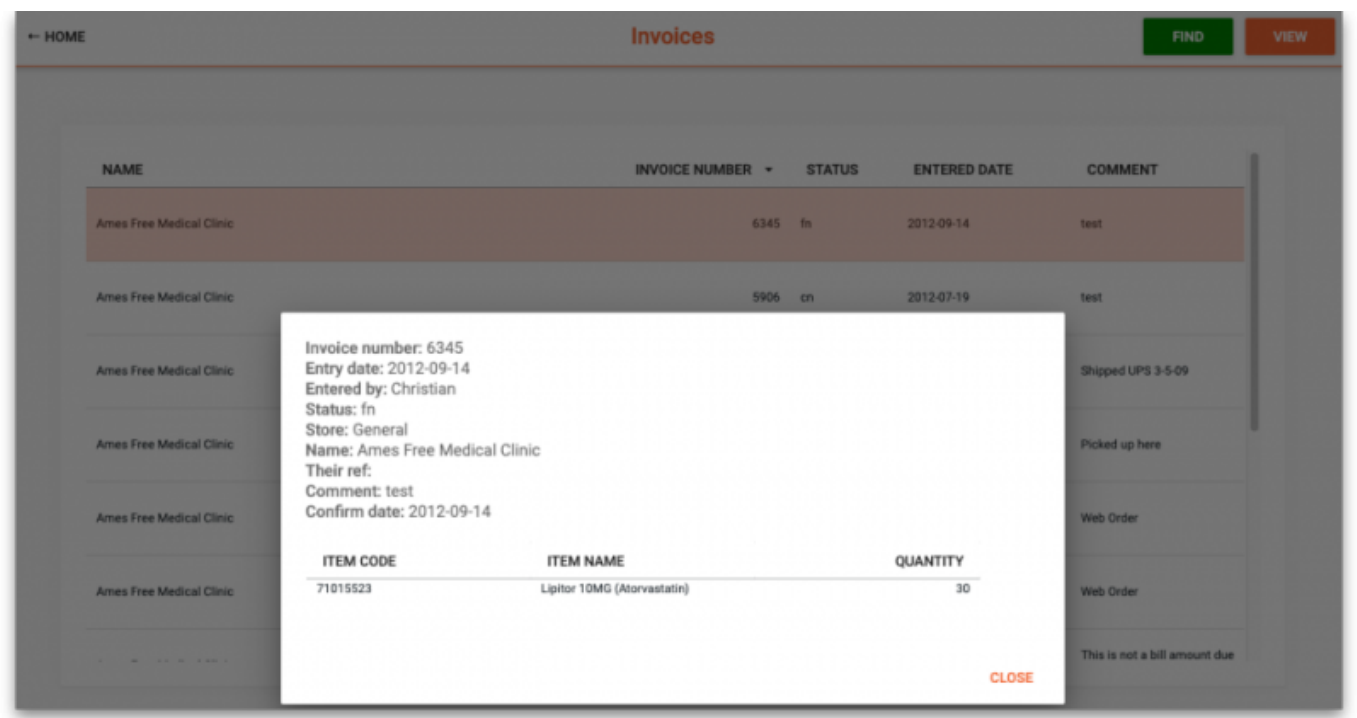 ← HOME
Invoices
FIND
VIEW
NAME INVOICE NUMBER STATUS ENTERED DATE COMMENT
Ames Free Medical Clinic 6345 fn 2012-09-14 test
Ames Free Medical Clinic 5906 cn 2012-07-19 test
Ames Free Medical Clinic Shipped UPS 3-5-09
Ames Free Medical Clinic Picked up here
Ames Free Medical Clinic Web Order
Ames Free Medical Clinic Web Order
This is not a bill amount due
Invoice number: 6345
Entry date: 2012-09-14
Entered by: Christian
Status: fn
Store: General
Name: Ames Free Medical Clinic
Their ref:
Comment: test
Confirm date: 2012-09-14
ITEM CODE ITEM NAME QUANTITY
71015523 Lipitor 10MG (Atorvastatin) 30
CLOSE